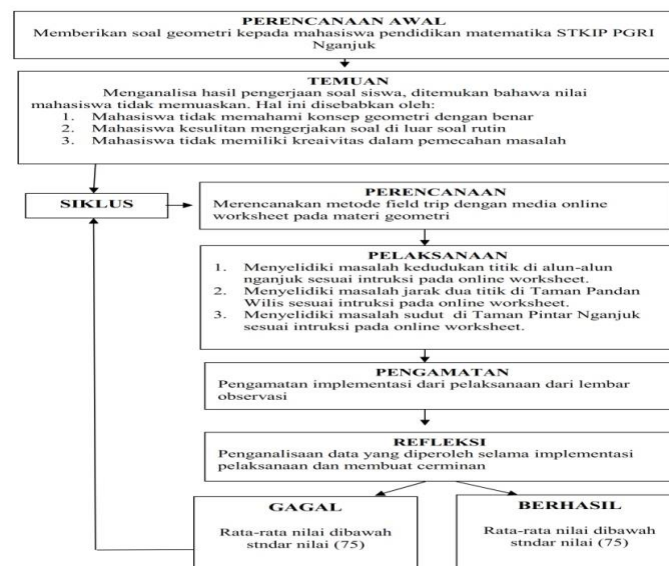 PERENCANAAN AWAL
Memberikan soal geometri kepada mahasiswa pendidikan matematika STKIP PGRI
Nganjuk
TEMUAN
Menganalisa hasil pengerjaan soal siswa, ditemukan bahawa nilai
mahasiswa tidak memuaskan. Hal ini disebabkan oleh:
1. Mahasiswa tidak memahami konsep geometri dengan benar
2. Mahasiswa kesulitan mengerjakan soal di luar soal rutin
3. Mahasiswa tidak memiliki kreaivitas dalam pemecahan masalah
SIKLUS
PERENCANAAN
Merencanakan metode field trip dengan media online
worksheet pada materi geometri
PELAKSANAAN
1. Menyelidiki masalah kedudukan titik di alun-alun
nganjuk sesuai intruksi pada online worksheet.
2. Menyelidiki masalah jarak dua titik di Taman Pandan
Wilis sesuai intruksi pada online worksheet.
3. Menyelidiki masalah sudut di Taman Pintar Nganjuk
sesuai intruksi pada online worksheet.
PENGAMATAN
Pengamatan implementasi dari pelaksanaan dari lembar
observasi
REFLEKSI
Penganalisaan data yang diperoleh selama implementasi
pelaksanaan dan membuat cerminan
GAGAL
Rata-rata nilai dibawah
stndar nilai (75)
BERHASIL
Rata-rata nilai dibawah
stndar nilai (75)